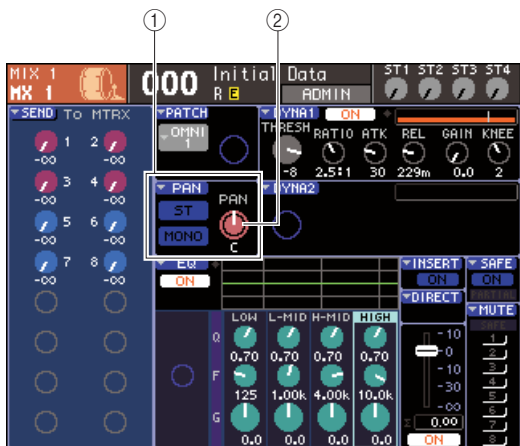 ① ②
MIX 1 000 Initial Data ST1 ST2 ST3 ST4
MX 1 R E ADMIN
SEND To MTRX PATCH DYNA1 ON
1 2 OMNI 1 THRESH RATIO ATK REL GAIN KNEE
-∞ -∞ -8 2.5:1 30 229m 0.0 2
3 4 PAN DYNA2
-∞ -∞ ST PAN
5 6 MONO C
-∞ -∞
7 8 EQ INSERT SAFE
-∞ -∞ ON ON ON
DIRECT PARTIAL
MUTE
LOW L-MID H-MID HIGH 10 SAFE
Q 0 1
0.70 0.70 0.70 0.70 2
F -10 3
-30 4
125 1.00k 4.00k 10.0k 5
G -∞ 6
Σ 0.00 7
0.0 0.0 0.0 0.0 ON 8